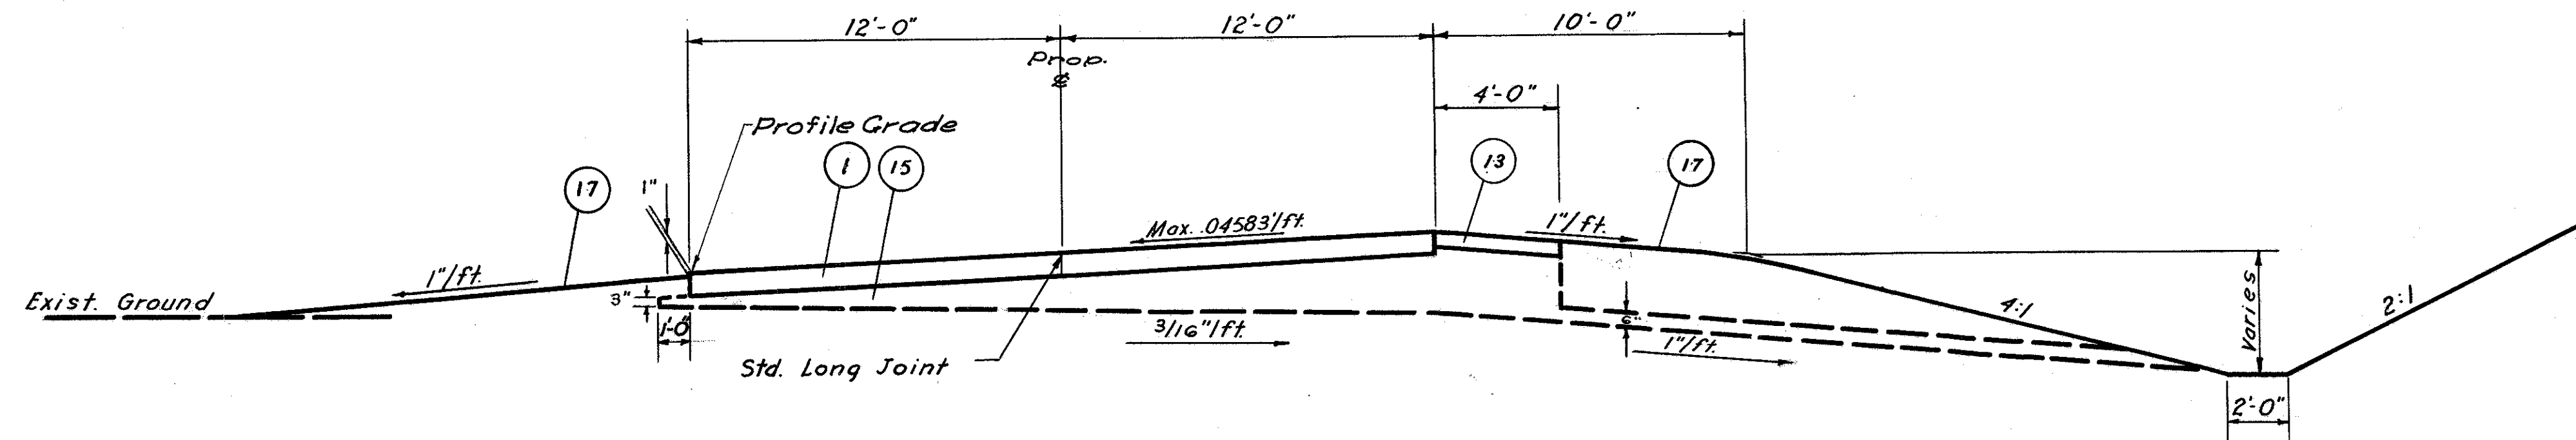 12'-0" 12'-0" 10'-0"
Prop.
℄
4'-0"
Profile Grade
17 1" 1 15 13 17
Max. .04583'/ft. 1"/ft.
1"/ft.
Exist. Ground 3" 6" 4:1 Varies 2:1
1'-0" 3/16"/ft. 1"/ft.
Std. Long Joint
2'-0"